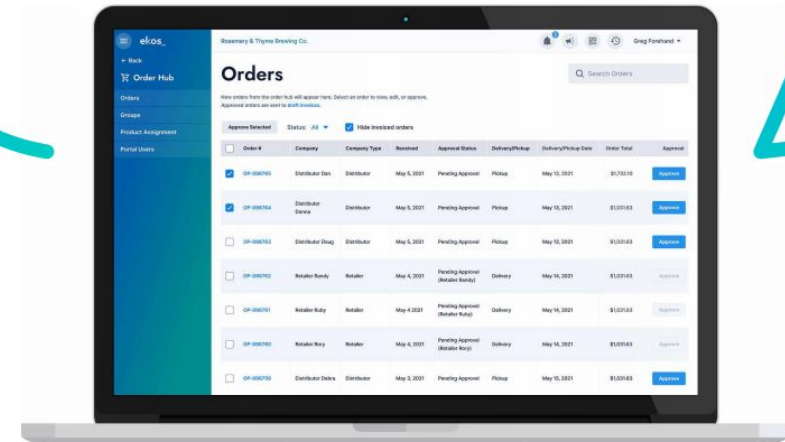 ekos_
Rosemary & Thyme Brewing Co.
Greg Forehand
← Back
Order Hub
Orders
Groups
Product Assignment
Portal Users
Orders
Search Orders
New orders from the order hub will appear here. Select an order to view, edit, or approve.
Approved orders are sent to draft invoices.
Approve Selected Status: All Hide invoiced orders
Order # Company Company Type Received Approval Status Delivery/Pickup Delivery/Pickup Date Order Total Approval
OP-098765 Distributor Dan Distributor May 5, 2021 Pending Approval Pickup May 13, 2021 Approve
OP-098764 Distributor Donna Distributor May 5, 2021 Pending Approval Pickup May 13, 2021 $1,031.63 Approve
OP-098763 Distributor Doug Distributor May 5, 2021 Pending Approval Pickup May 13, 2021 $1,031.63 Approve
OP-098762 Retailer Randy Retailer May 4, 2021 Pending Approval (Retailer Randy) Delivery May 14, 2021 $1,031.63 Approve
OP-098761 Retailer Ruby Retailer May 4 2021 Pending Approval (Retailer Ruby) Delivery May 14, 2021 $1,031.63 Approve
OP-098760 Retailer Rory Retailer May 4, 2021 Pending Approval (Retailer Rory) Delivery May 14, 2021 $1,031.63 Approve
OP-098759 Distributor Debra Distributor May 3, 2021 Pending Approval Pickup May 15, 2021 $1,031.63 Approve